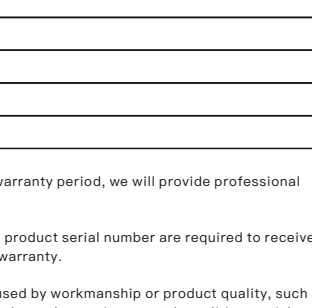 warranty period, we will provide professional
product serial number are required to receive
warranty.
used by workmanship or product quality, such